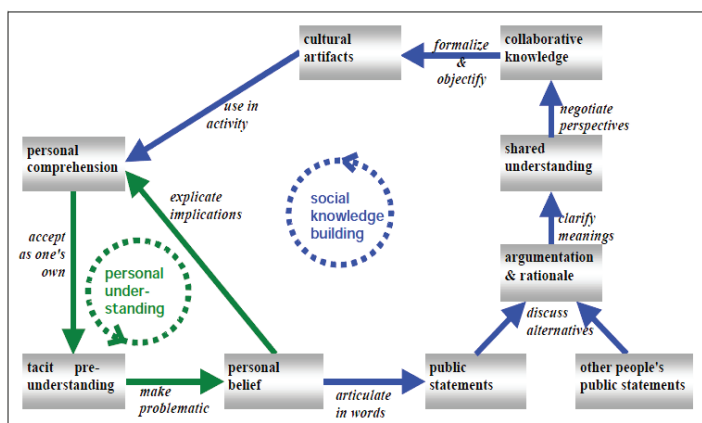 cultural
artifacts
formalize
&
objectify
collaborative
knowledge
use in
activity
negotiate
perspectives
personal
comprehension
shared
understanding
explicate
implications
social
knowledge
building
accept
as one's
own
clarify
meanings
personal
under-
standing
argumentation
& rationale
discuss
alternatives
tacit pre-
understanding
make
problematic
personal
belief
articulate
in words
public
statements
other people's
public statements